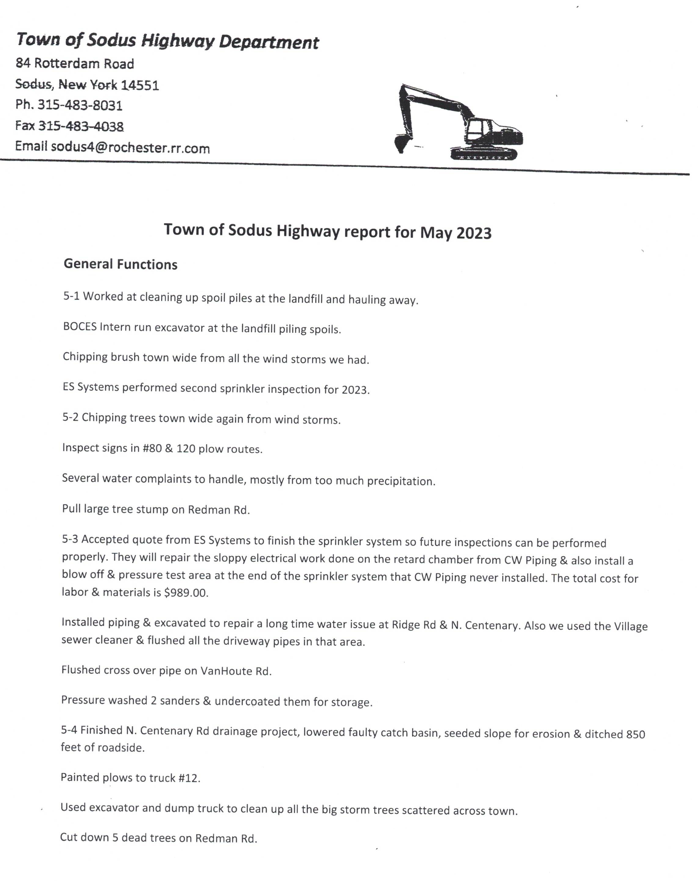 Town of Sodus Highway Department
84 Rotterdam Road
Sodus, New York 14551
Ph. 315-483-8031
Fax 315-483-4038
Email sodus4@rochester.rr.com
Town of Sodus Highway report for May 2023
General Functions
5-1 Worked at cleaning up spoil piles at the landfill and hauling away.
BOCES Intern run excavator at the landfill piling spoils.
Chipping brush town wide from all the wind storms we had.
ES Systems performed second sprinkler inspection for 2023.
5-2 Chipping trees town wide again from wind storms.
Inspect signs in #80 & 120 plow routes.
Several water complaints to handle, mostly from too much precipitation.
Pull large tree stump on Redman Rd.
5-3 Accepted quote from ES Systems to finish the sprinkler system so future inspections can be performed
properly. They will repair the sloppy electrical work done on the retard chamber from CW Piping & also install a
blow off & pressure test area at the end of the sprinkler system that CW Piping never installed. The total cost for
labor & materials is $989.00.
Installed piping & excavated to repair a long time water issue at Ridge Rd & N. Centenary. Also we used the Village
sewer cleaner & flushed all the driveway pipes in that area.
Flushed cross over pipe on VanHoute Rd.
Pressure washed 2 sanders & undercoated them for storage.
5-4 Finished N. Centenary Rd drainage project, lowered faulty catch basin, seeded slope for erosion & ditched 850
feet of roadside.
Painted plows to truck #12.
Used excavator and dump truck to clean up all the big storm trees scattered across town.
Cut down 5 dead trees on Redman Rd.